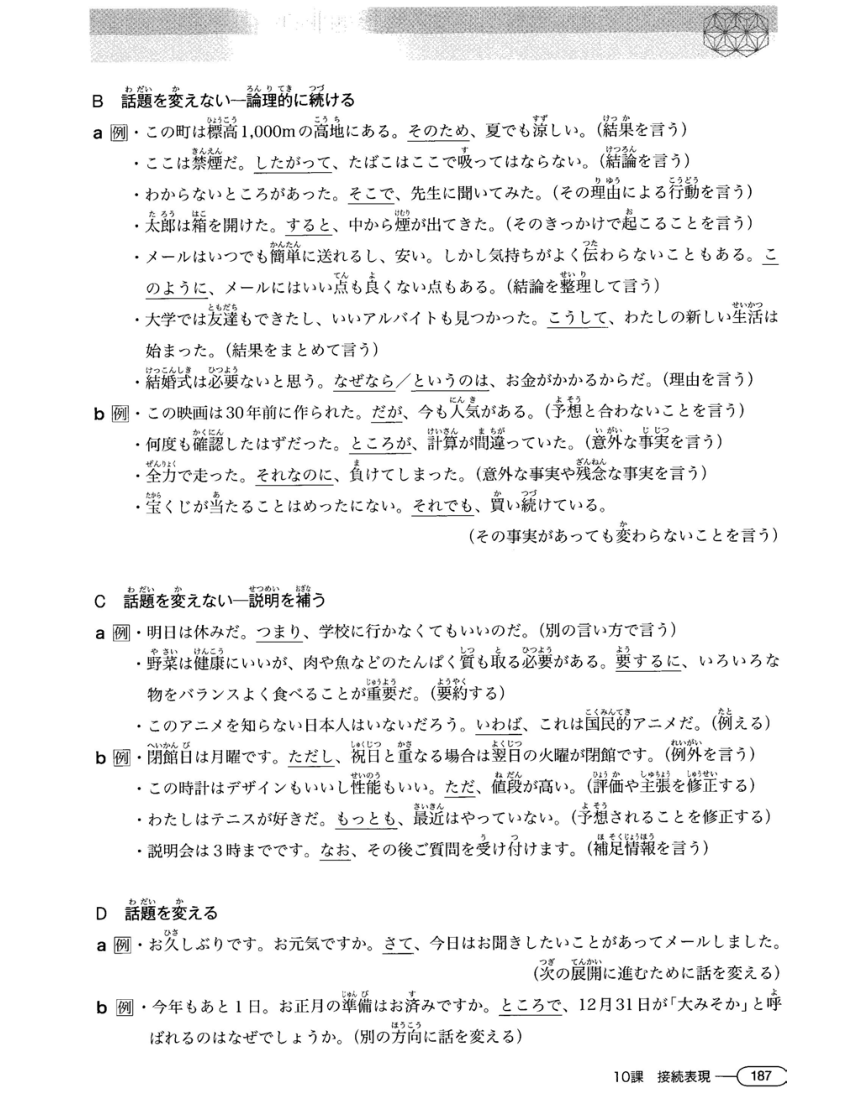 B 話題を変えない―論理的に続ける
a 例・この町は標高1,000mの高地にある。そのため、夏でも涼しい。(結果を言う)
・ここは禁煙だ。したがって、たばこはここで吸ってはならない。(結論を言う)
・わからないところがあった。そこで、先生に聞いてみた。(その理由による行動を言う)
・太郎は箱を開けた。すると、中から煙が出てきた。(そのきっかけで起こることを言う)
・メールはいつでも簡単に送れるし、安い。しかし気持ちがよく伝わらないこともある。こ
のように、メールにはいい点も良くない点もある。(結論を整理して言う)
・大学では友達もできたし、いいアルバイトも見つかった。こうして、わたしの新しい生活は
始まった。(結果をまとめて言う)
・結婚式は必要ないと思う。なぜなら/というのは、お金がかかるからだ。(理由を言う)
b 例・この映画は30年前に作られた。だが、今も人気がある。(予想と合わないことを言う)
・何度も確認したはずだった。ところが、計算が間違っていた。(意外な事実を言う)
・全力で走った。それなのに、負けてしまった。(意外な事実や残念な事実を言う)
・宝くじが当たることはめったにない。それでも、買い続けている。
(その事実があっても変わらないことを言う)
C 話題を変えない―説明を補う
a 例・明日は休みだ。つまり、学校に行かなくてもいいのだ。(別の言い方で言う)
・野菜は健康にいいが、肉や魚などのたんぱく質も取る必要がある。要するに、いろいろな
物をバランスよく食べることが重要だ。(要約する)
・このアニメを知らない日本人はいないだろう。いわば、これは国民的アニメだ。(例える)
b 例・閉館日は月曜です。ただし、祝日と重なる場合は翌日の火曜が閉館です。(例外を言う)
・この時計はデザインもいいし性能もいい。ただ、値段が高い。(評価や主張を修正する)
・わたしはテニスが好きだ。もっとも、最近はやっていない。(予想されることを修正する)
・説明会は3時までです。なお、その後ご質問を受け付けます。(補足情報を言う)
D 話題を変える
a 例・お久しぶりです。お元気ですか。さて、今日はお聞きしたいことがあってメールしました。
(次の展開に進むために話を変える)
b 例・今年もあと1日。お正月の準備はお済みですか。ところで、12月31日が「大みそか」と呼
ばれるのはなぜでしょうか。(別の方向に話を変える)
10課 接続表現 187